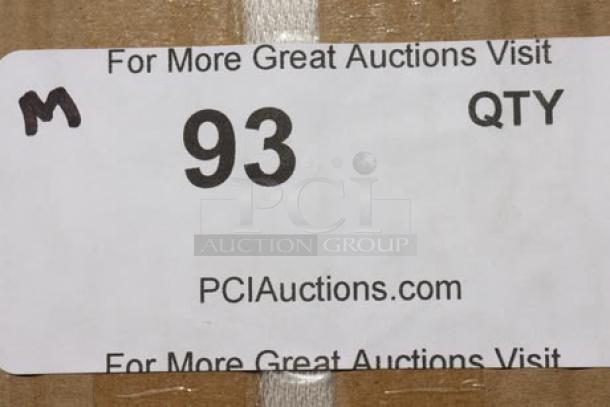 For More Great Auctions Visit
M 93 QTY
PCI
AUCTION GROUP
PCIAuctions.com
For More Great Auctions Visit